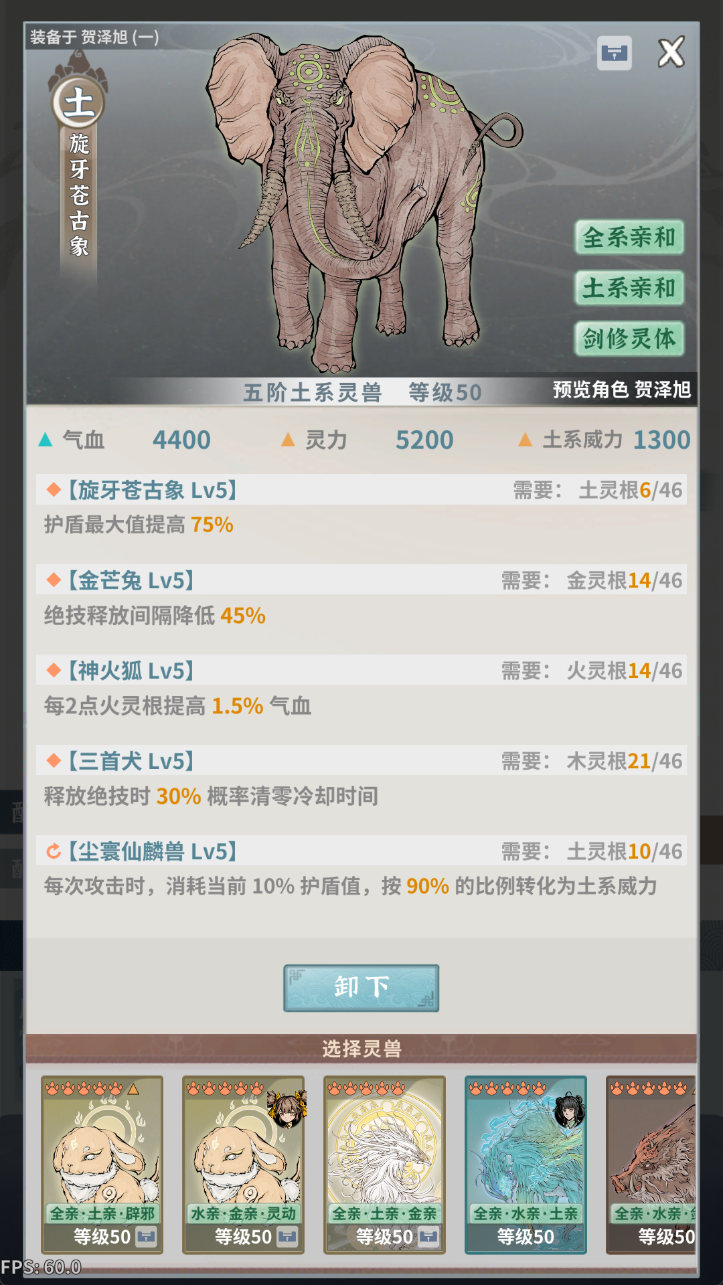 装备于 贺泽旭 (一)
土
旋牙苍古象
全系亲和
土系亲和
剑修灵体
五阶土系灵兽 等级50
预览角色 贺泽旭
气血 4400 灵力 5200 土系威力 1300
【旋牙苍古象 Lv5】 需要： 土灵根6/46
护盾最大值提高 75%
【金芒兔 Lv5】 需要： 金灵根14/46
绝技释放间隔降低 45%
【神火狐 Lv5】 需要： 火灵根14/46
每2点火灵根提高 1.5% 气血
【三首犬 Lv5】 需要： 木灵根21/46
释放绝技时 30% 概率清零冷却时间
【尘寰仙麟兽 Lv5】 需要： 土灵根10/46
每次攻击时，消耗当前 10% 护盾值，按 90% 的比例转化为土系威力
卸下
选择灵兽
全亲·土亲·辟邪 水亲·金亲·灵动 全亲·土亲·金亲 全亲·水亲·土亲 全亲·水亲·金
等级50 等级50 等级50 等级50 等级50
FPS: 60.0